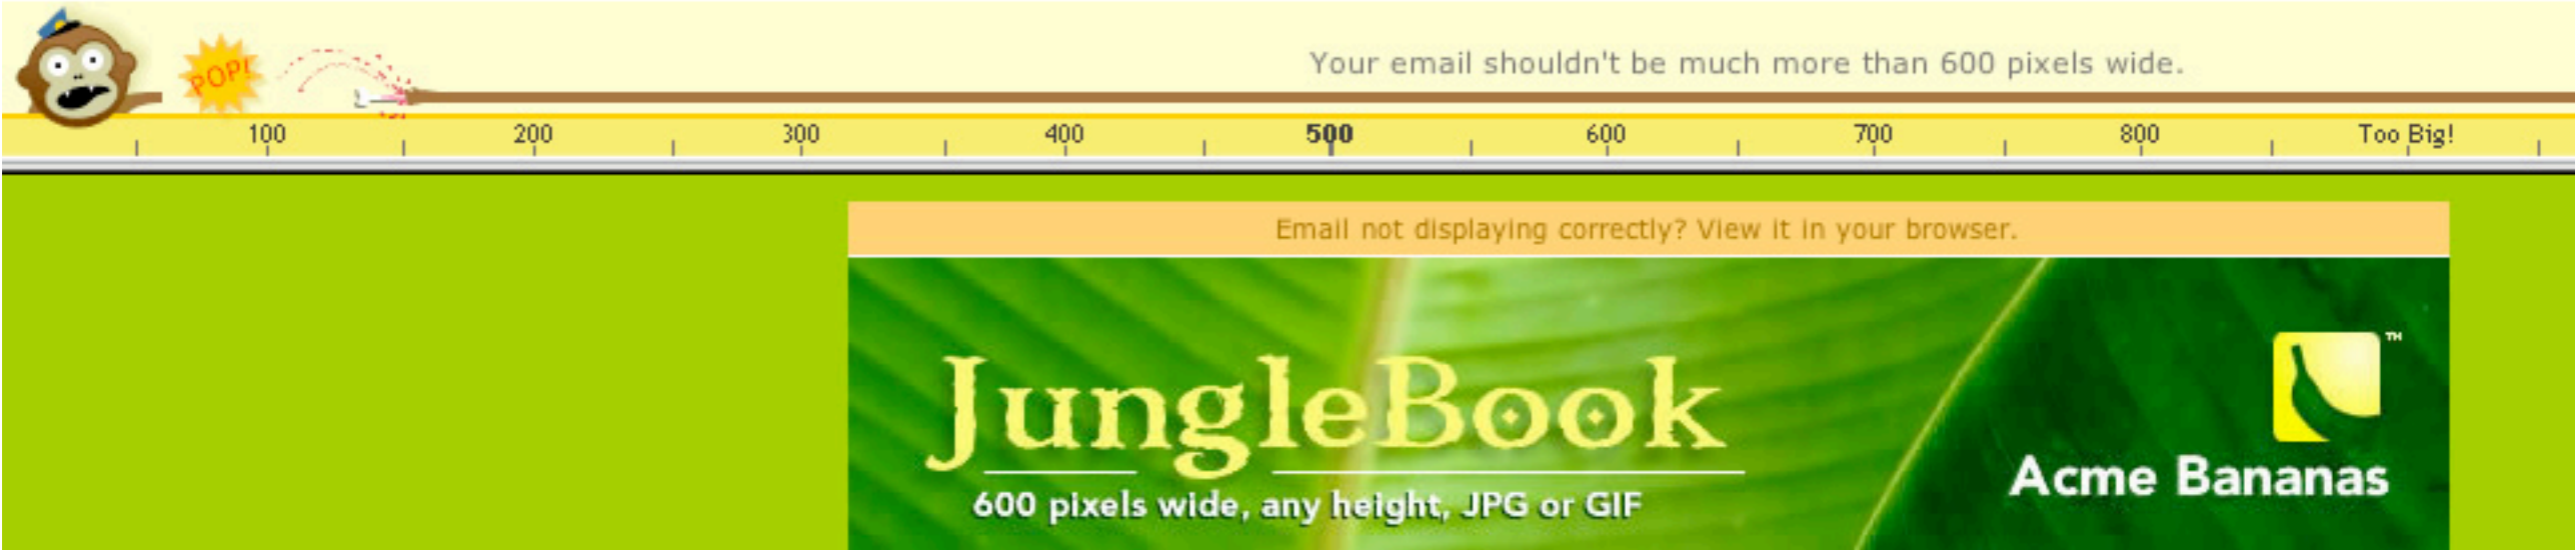 POP!
Your email shouldn't be much more than 600 pixels wide.
100 200 300 400 500 600 700 800 Too Big!
Email not displaying correctly? View it in your browser.
JungleBook
600 pixels wide, any height, JPG or GIF
TM
Acme Bananas